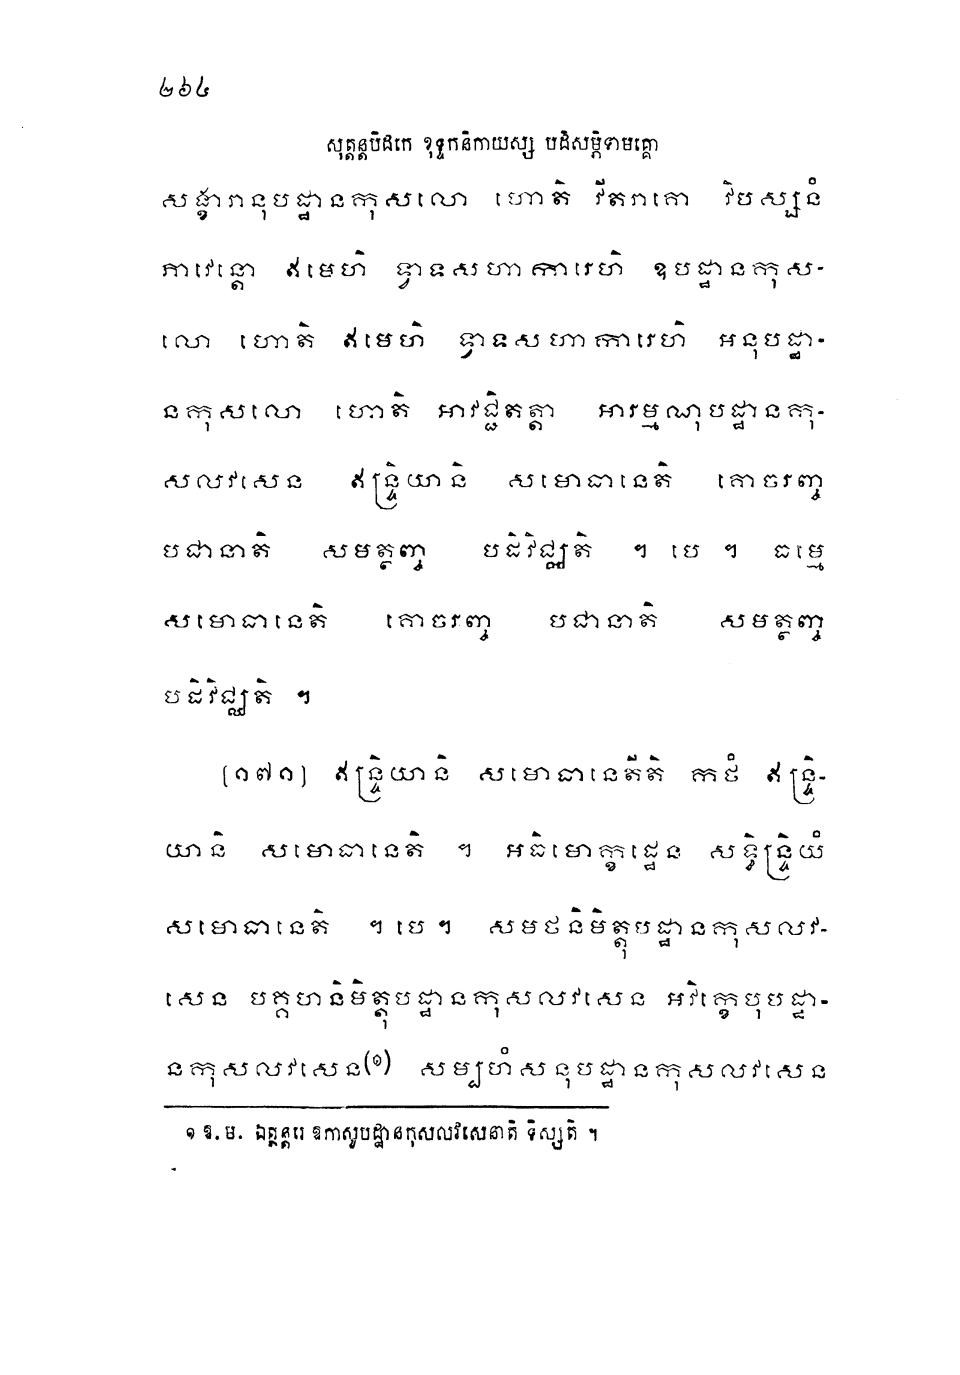 ២៦៤
សុត្តន្តបិដកេ ខុទ្ទកនិកាយស្ស បដិសម្ភិទាមគ្គោ
សង្ខារានុបដ្ឋានកុសលោ ហោតិ វីតរាគោ វិបស្សនំ
ភាវេន្តោ ឥមេហិ ទ្វាទសហាការេហិ ឧបដ្ឋានកុស-
លោ ហោតិ ឥមេហិ ទ្វាទសហាការេហិ អនុបដ្ឋា-
នកុសលោ ហោតិ អាវជ្ជិតត្តា អារម្មណុបដ្ឋានកុ-
សលវសេន ឥន្ទ្រិយានិ សមោធានេតិ គោចរញ្ច
បជានាតិ សមត្ថញ្ច បដិវិជ្ឈតិ ។ បេ ។ ធម្មេ
សមោធានេតិ គោចរញ្ច បជានាតិ សមត្ថញ្ច
បដិវិជ្ឈតិ ។
(១៧១) ឥន្ទ្រិយានិ សមោធានេតីតិ កថំ ឥន្ទ្រិ-
យានិ សមោធានេតិ ។ អធិមោក្ខដ្ឋេន សទ្ធិន្ទ្រិយំ
សមោធានេតិ ។ បេ ។ សមថនិមិត្តុបដ្ឋានកុសលវ-
សេន បគ្គហនិមិត្តុបដ្ឋានកុសលវសេន អវិក្ខេបុបដ្ឋា-
នកុសលវសេន(១) សម្បហំសនុបដ្ឋានកុសលវសេន
១ ឱ.ម. ឯត្ថន្តរេ ឱភាសូបដ្ឋានកុសលវសេនាតិ ទិស្សតិ ។